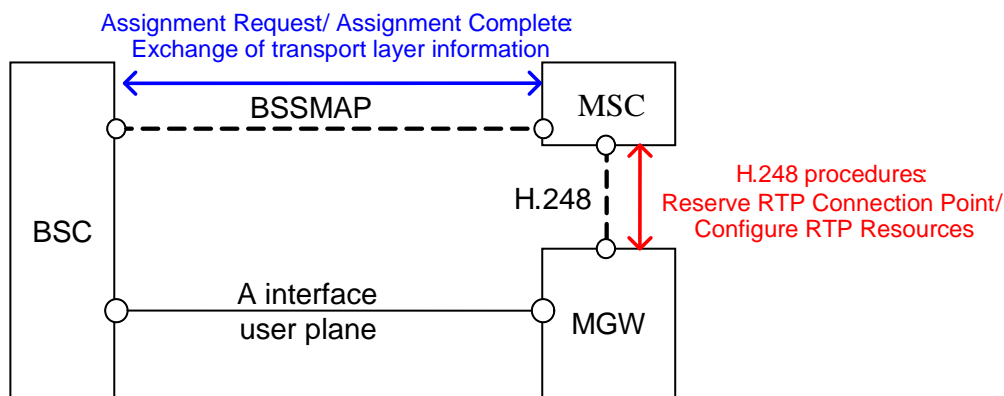 Assignment Request/ Assignment Complete:
Exchange of transport layer information
BSSMAP
MSC
H.248
H.248 procedures:
Reserve RTP Connection Point/
Configure RTP Resources
BSC
A interface
user plane
MGW